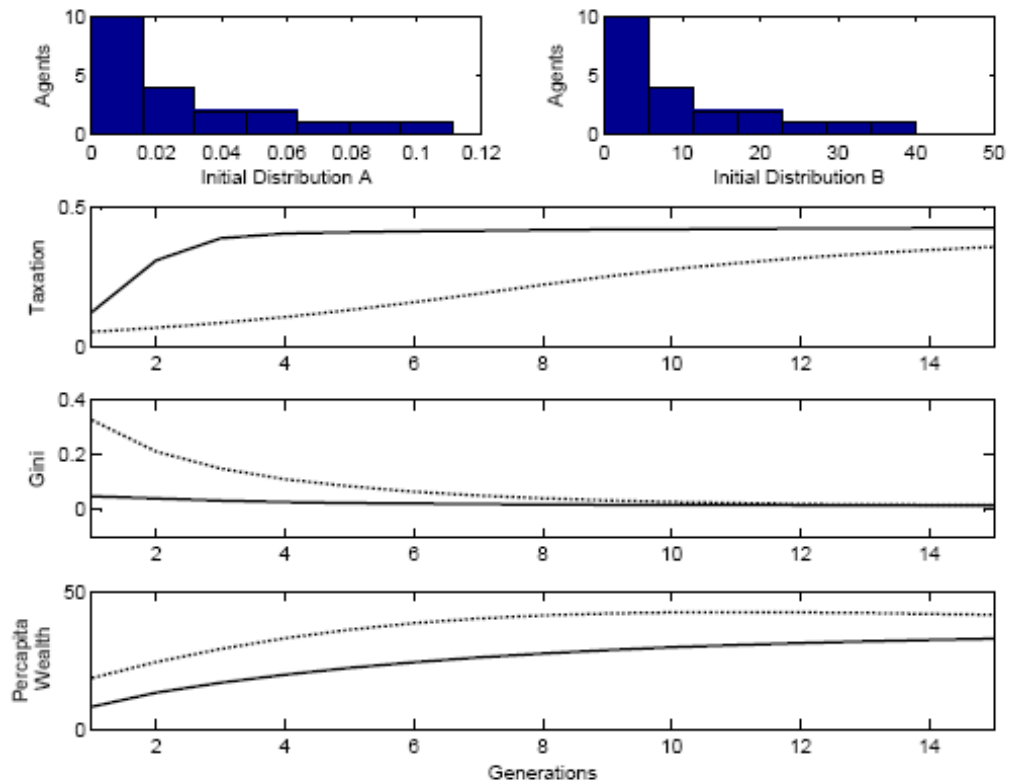 10
5
0
Agents
0 0.02 0.04 0.06 0.08 0.1 0.12
Initial Distribution A
10
5
0
Agents
0 10 20 30 40 50
Initial Distribution B
0.5
0
Taxation
2 4 6 8 10 12 14
0.4
0.2
0
Gini
2 4 6 8 10 12 14
50
0
Percapita
Wealth
2 4 6 8 10 12 14
Generations